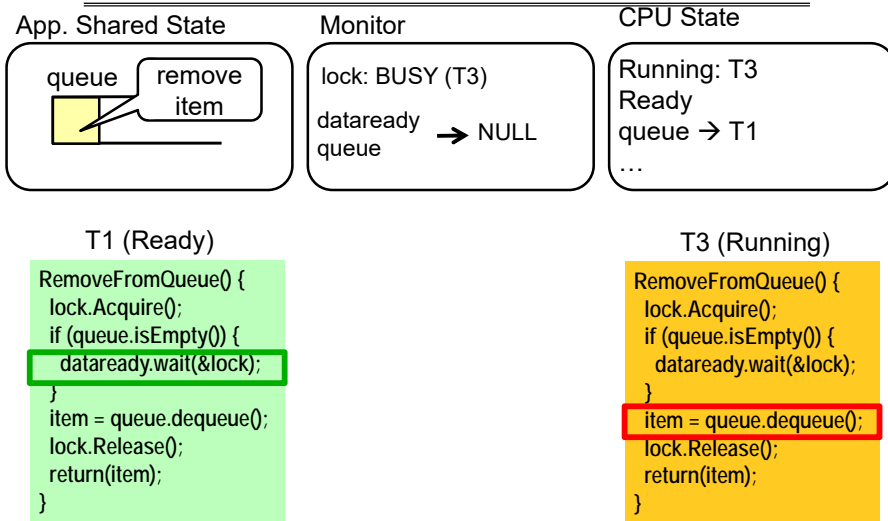 App. Shared State
queue
remove
item
Monitor
lock: BUSY (T3)
dataready
queue
→ NULL
CPU State
Running: T3
Ready
queue → T1
…
T1 (Ready)
RemoveFromQueue() {
lock.Acquire();
if (queue.isEmpty()) {
dataready.wait(&lock);
}
item = queue.dequeue();
lock.Release();
return(item);
}
T3 (Running)
RemoveFromQueue() {
lock.Acquire();
if (queue.isEmpty()) {
dataready.wait(&lock);
}
item = queue.dequeue();
lock.Release();
return(item);
}